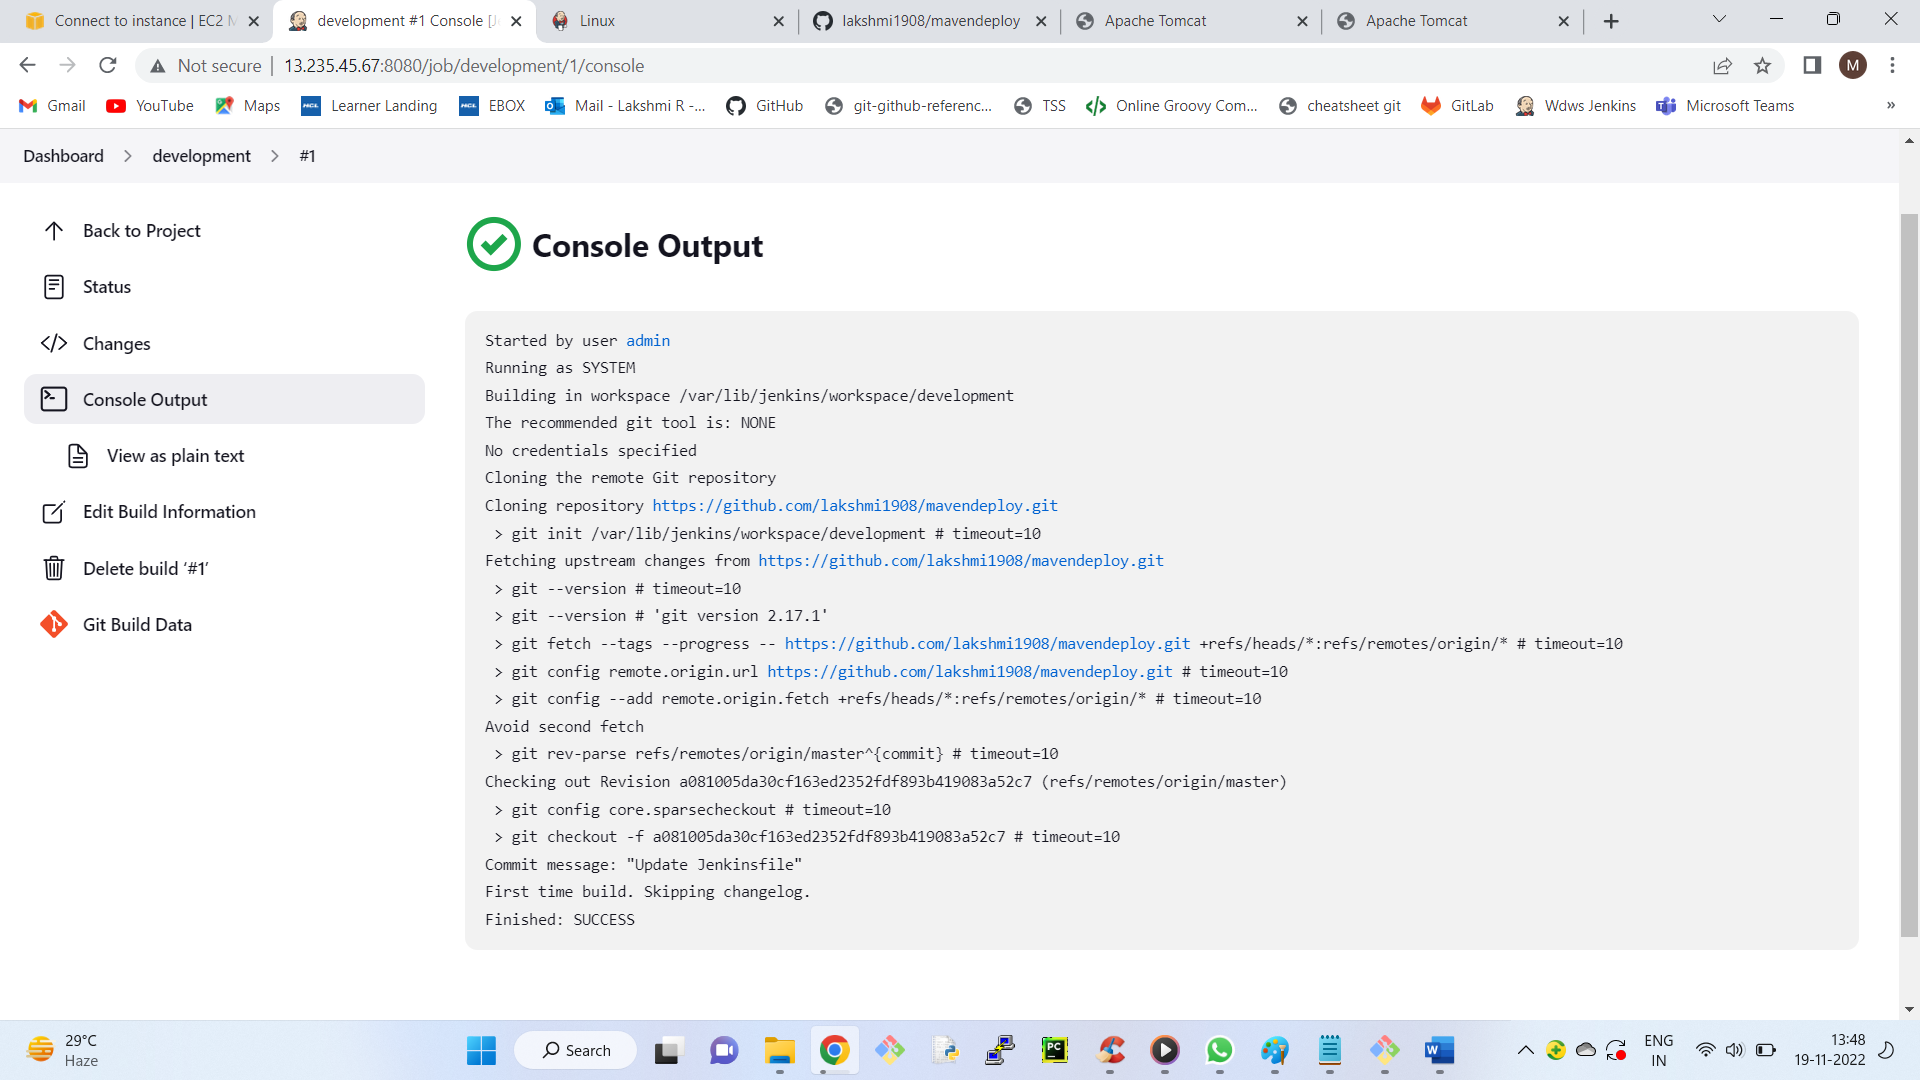 Connect to instance | EC2 M
development #1 Console [J
Linux
lakshmi1908/mavendeploy
Apache Tomcat
Apache Tomcat
Not secure
13.235.45.67:8080/job/development/1/console
M
Gmail
YouTube
Maps
HCL
Learner Landing
HCL
EBOX
Mail - Lakshmi R -...
GitHub
git-github-referenc...
TSS
Online Groovy Com...
cheatsheet git
GitLab
Wdws Jenkins
Microsoft Teams
»
Dashboard
development
#1
Back to Project
Status
Changes
Console Output
View as plain text
Edit Build Information
Delete build ‘#1’
Git Build Data
Console Output
Started by user admin
Running as SYSTEM
Building in workspace /var/lib/jenkins/workspace/development
The recommended git tool is: NONE
No credentials specified
Cloning the remote Git repository
Cloning repository https://github.com/lakshmi1908/mavendeploy.git
 > git init /var/lib/jenkins/workspace/development # timeout=10
Fetching upstream changes from https://github.com/lakshmi1908/mavendeploy.git
 > git --version # timeout=10
 > git --version # 'git version 2.17.1'
 > git fetch --tags --progress -- https://github.com/lakshmi1908/mavendeploy.git +refs/heads/*:refs/remotes/origin/* # timeout=10
 > git config remote.origin.url https://github.com/lakshmi1908/mavendeploy.git # timeout=10
 > git config --add remote.origin.fetch +refs/heads/*:refs/remotes/origin/* # timeout=10
Avoid second fetch
 > git rev-parse refs/remotes/origin/master^{commit} # timeout=10
Checking out Revision a081005da30cf163ed2352fdf893b419083a52c7 (refs/remotes/origin/master)
 > git config core.sparsecheckout # timeout=10
 > git checkout -f a081005da30cf163ed2352fdf893b419083a52c7 # timeout=10
Commit message: "Update Jenkinsfile"
First time build. Skipping changelog.
Finished: SUCCESS
29°C
Haze
Search
PC
W
ENG
IN
13:48
19-11-2022